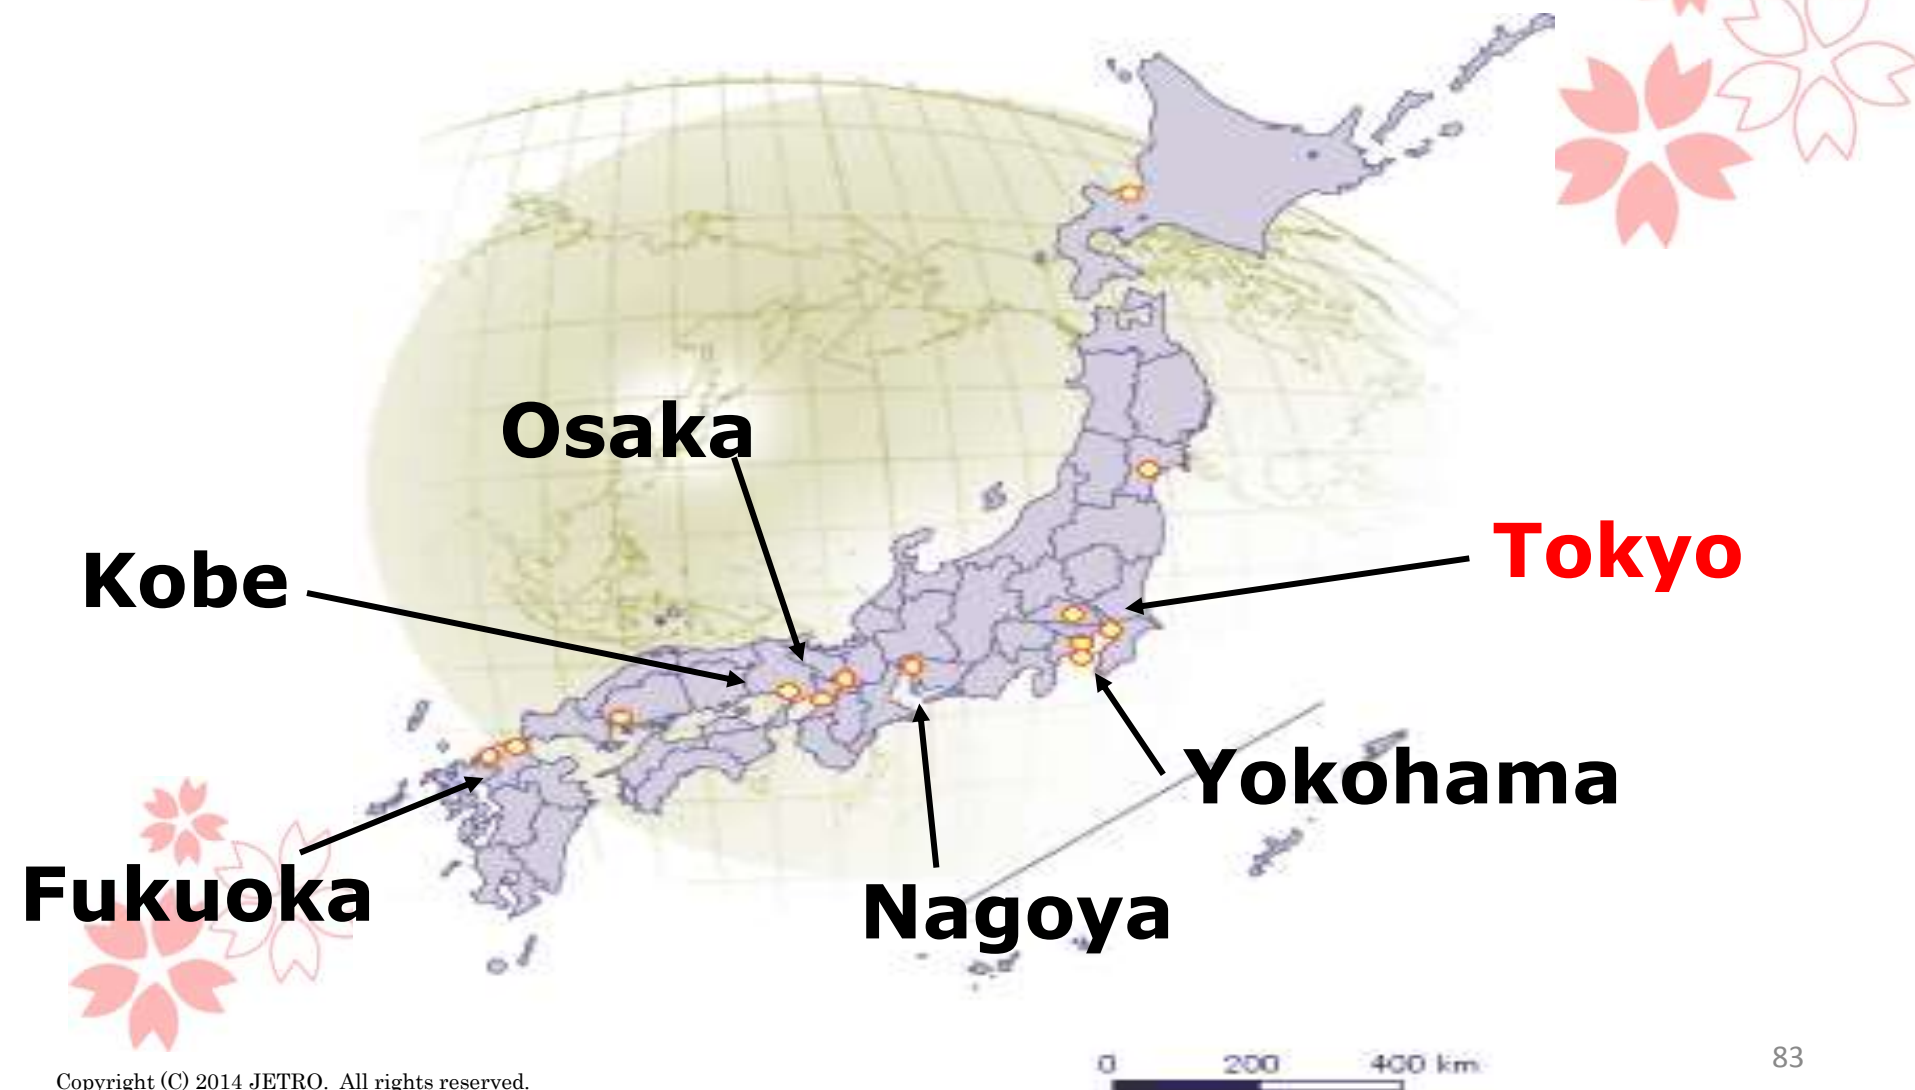 Osaka
Kobe
Tokyo
Yokohama
Fukuoka
Nagoya
0 200 400 km
83
Copyright (C) 2014 JETRO. All rights reserved.